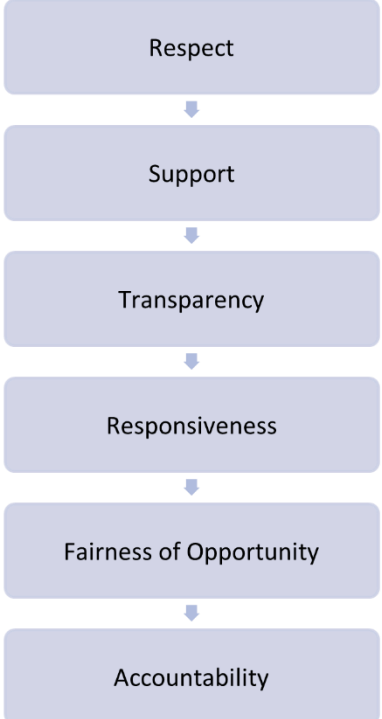 Respect
Support
Transparency
Responsiveness
Fairness of Opportunity
Accountability